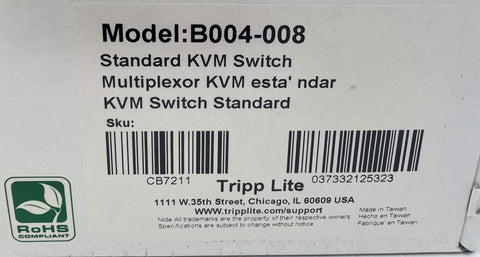 Model:B004-008
Standard KVM Switch
Multiplexor KVM esta' ndar
KVM Switch Standard
Sku:
CB7211
037332125323
Tripp Lite
1111 W.35th Street, Chicago, IL 60609 USA
WWW.tripplite.com/support
Note All trademarks are the property of their respective owners
Specifications are subject to change without notice
Made in Taiwan
Hecho en Taiwan
Fabrique' en Taiwan
RoHS
COMPLIANT